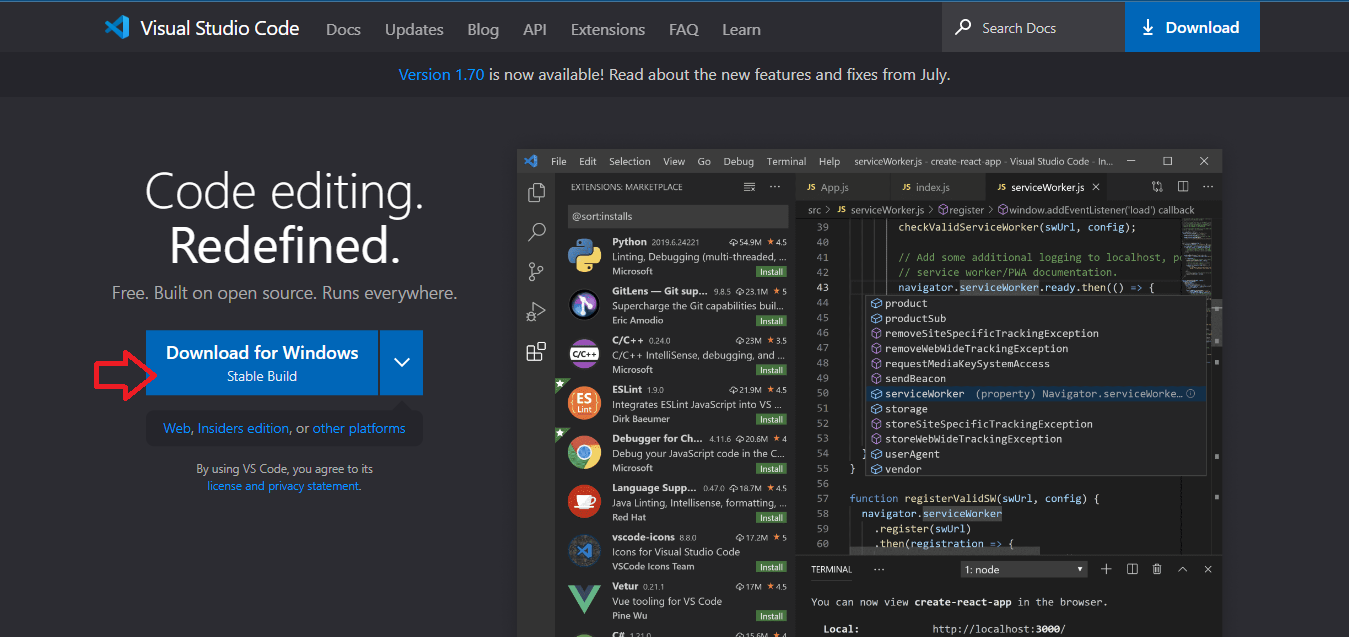 Visual Studio Code Docs Updates Blog API Extensions FAQ Learn Search Docs Download
Version 1.70 is now available! Read about the new features and fixes from July.
Code editing.
Redefined.
Free. Built on open source. Runs everywhere.
Download for Windows
Stable Build
Web, Insiders edition, or other platforms
By using VS Code, you agree to its
license and privacy statement.
File Edit Selection View Go Debug Terminal Help serviceWorker.js - create-react-app - Visual Studio Code - In...
EXTENSIONS: MARKETPLACE
@sort:installs
Python 2019.6.24221 54.9M 4.5
Linting, Debugging (multi-threaded, ...
Microsoft Install
GitLens — Git sup... 9.8.5 23.1M 5
Supercharge the Git capabilities buil...
Eric Amodio Install
C/C++
C/C++ 0.24.0 23M 3.5
C/C++ IntelliSense, debugging, and ...
Microsoft Install
ES
Lint
ESLint 1.9.0 21.9M 4.5
Integrates ESLint JavaScript into VS ...
Dirk Baeumer Install
Debugger for Ch... 4.11.6 20.6M 4
Debug your JavaScript code in the C...
Microsoft Install
Language Supp... 0.47.0 18.7M 4.5
Java Linting, Intellisense, formatting, ...
Red Hat Install
vscode-icons 8.8.0 17.2M 5
Icons for Visual Studio Code
VSCode Icons Team Install
Vetur 0.21.1 17M 4.5
Vue tooling for VS Code
Pine Wu Install
C# 1.21.0 15.6M 4
JS App.js JS index.js JS serviceWorker.js
src > JS serviceWorker.js > register > window.addEventListener('load') callback
39 checkValidServiceWorker(swUrl, config);
40
41 // Add some additional logging to localhost, po
42 // service worker/PWA documentation.
43 navigator.serviceWorker.ready.then(() => {
44 product
45 productSub
46 removeSiteSpecificTrackingException
47 removeWebWideTrackingException
48 requestMediaKeySystemAccess
49 sendBeacon
50 serviceWorker (property) Navigator.serviceWorke...
51 storage
52 storeSiteSpecificTrackingException
53 storeWebWideTrackingException
54 } userAgent
55 } vendor
56
57 function registerValidSW(swUrl, config) {
58 navigator.serviceWorker
59 .register(swUrl)
60 .then(registration => {
TERMINAL ... 1: node
You can now view create-react-app in the browser.
Local: http://localhost:3000/